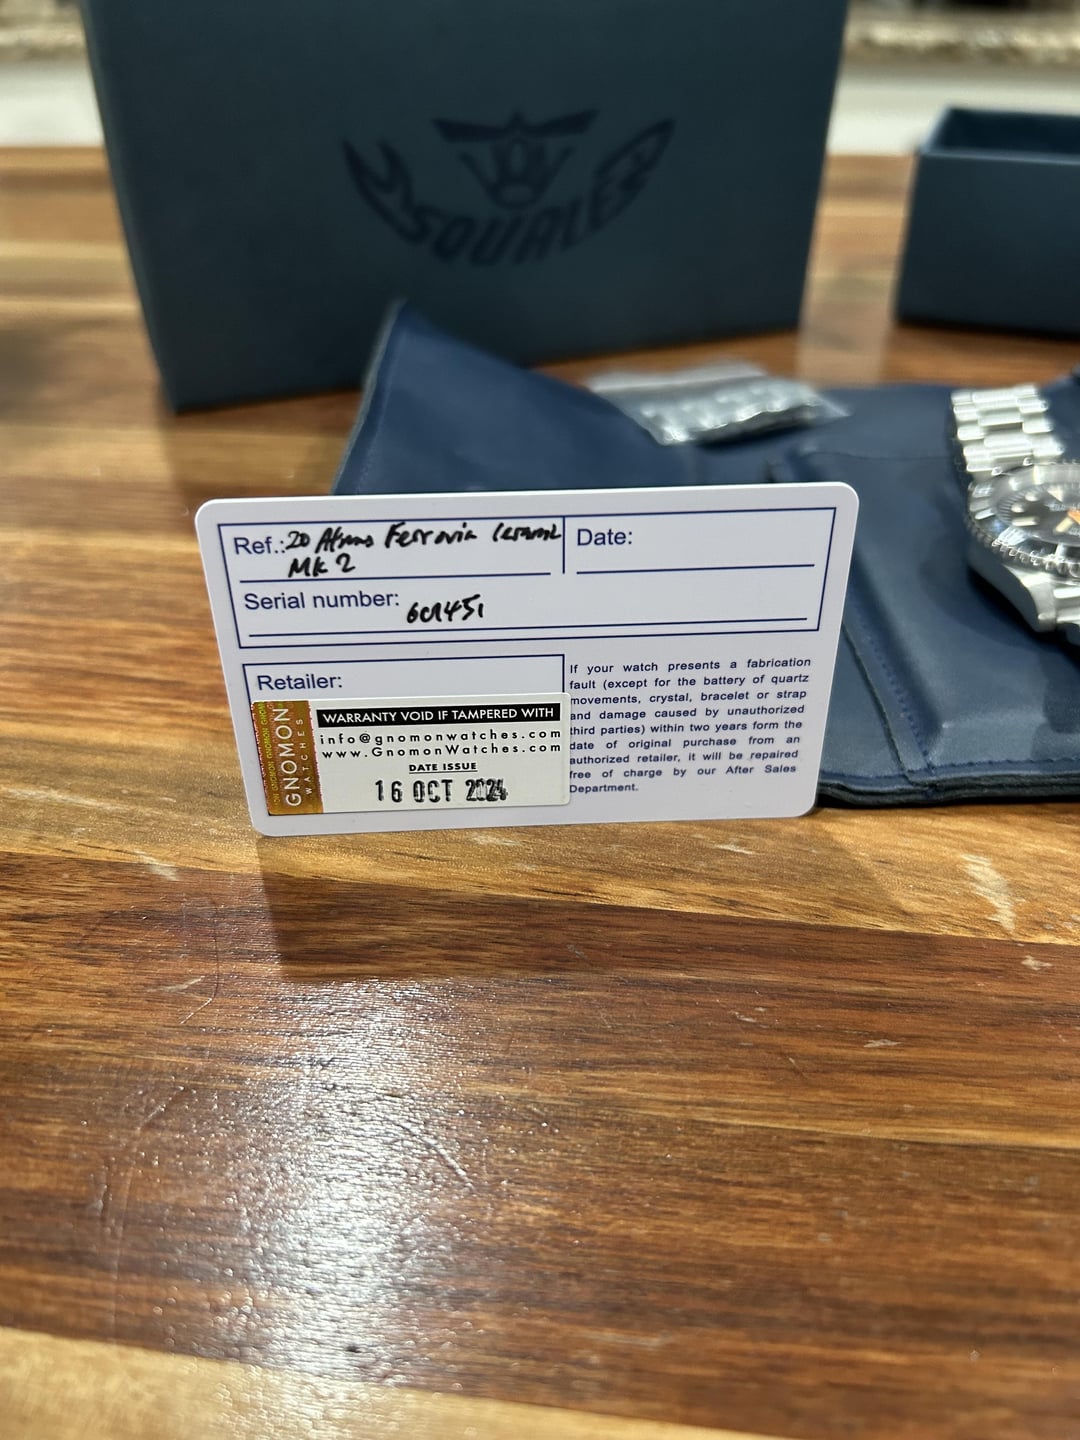 SQUALE
Ref.: 20 Atmos Ferrovia Ceramic
Mk 2
Date:
Serial number:
Retailer:
GNOMON
WATCHES
WARRANTY VOID IF TAMPERED WITH
info@gnomonwatches.com
www.GnomonWatches.com
DATE ISSUE
16 OCT 2024
If your watch presents a fabrication
fault (except for the battery of quartz
movements, crystal, bracelet or strap
and damage caused by unauthorized
third parties) within two years form the
date of original purchase from an
authorized retailer, it will be repaired
free of charge by our After Sales
Department.